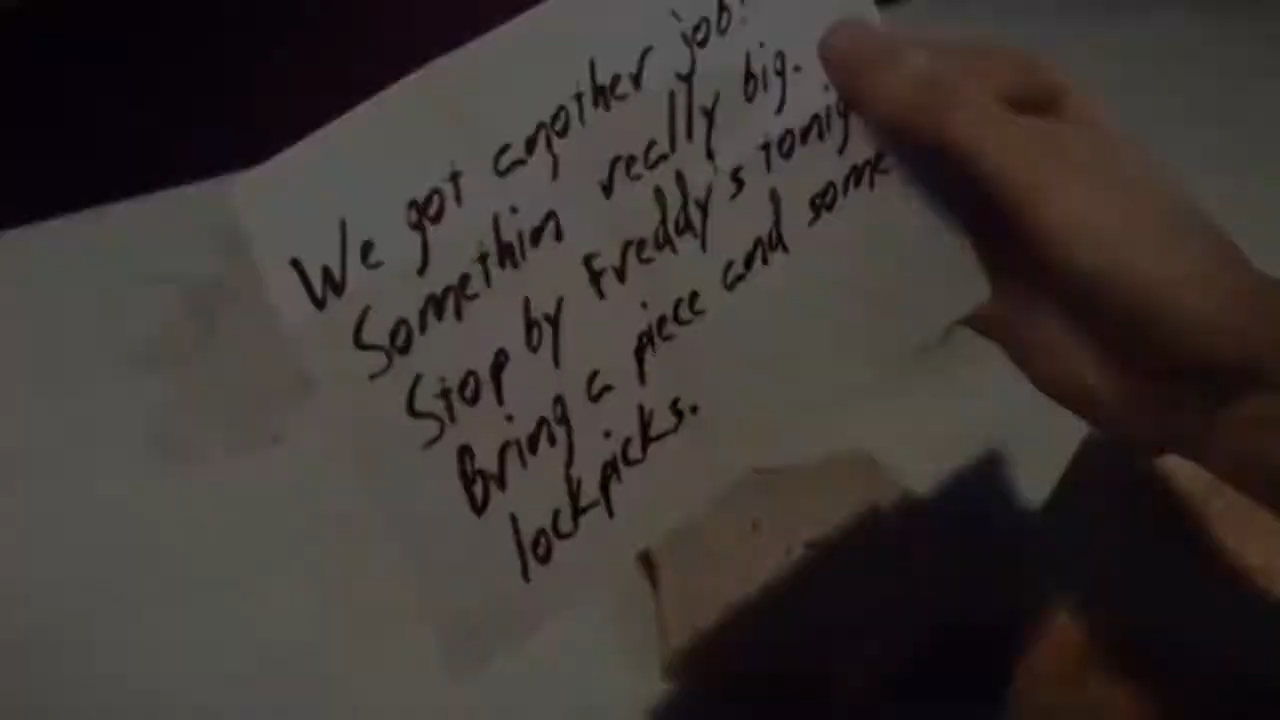 We got another job.
Somethin really big.
Stop by Freddy's
Bring a piece and some
lockpicks.